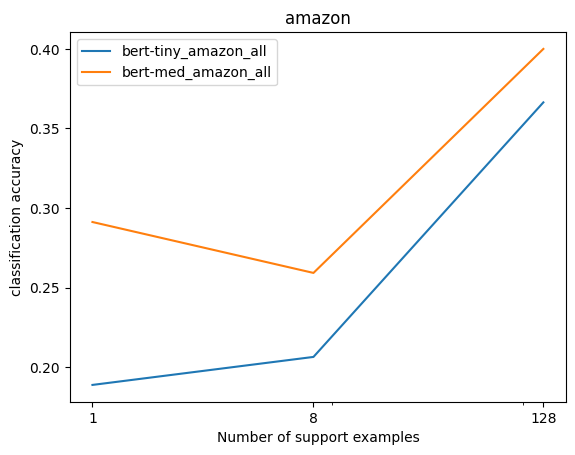 amazon
bert-tiny_amazon_all
bert-med_amazon_all
classification accuracy
0.40
0.35
0.30
0.25
0.20
1 8 128
Number of support examples